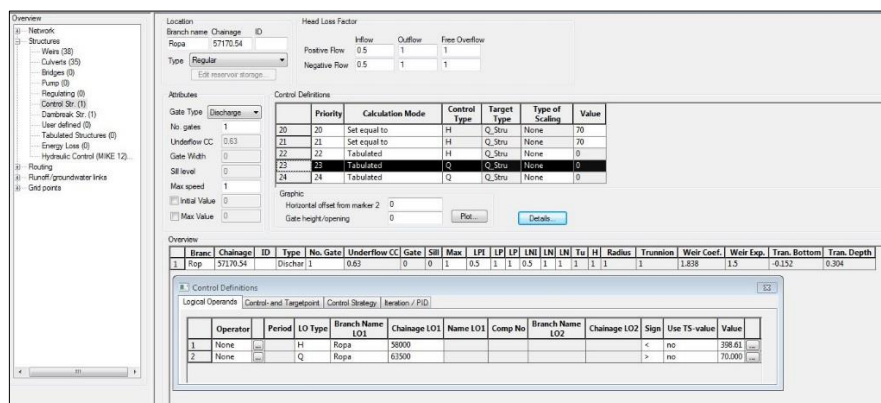 Overview
Network
Structures
Weirs (38)
Culverts (35)
Bridges (0)
Pump (0)
Regulating (0)
Control Str. (1)
Dambreak Str. (1)
User defined (0)
Tabulated Structures (0)
Energy Loss (0)
Hydraulic Control (MIKE 12)...
Routing
Runoff/groundwater links
Grid points
Location
Branch name Chainage ID
Ropa 57170.54
Type Regular
Edit reservoir storage...
Head Loss Factor
Inflow Outflow Free Overflow
Positive Flow 0.5 1 1
Negative Flow 0.5 1 1
Attributes
Gate Type Discharge
No. gates 1
Underflow CC 0.63
Gate Width 0
Sill level 0
Max speed 1
Initial Value 0
Max Value 0
Control Definitions
Priority Calculation Mode Control Type Target Type Type of Scaling Value
20 20 Set equal to H Q_Stru None 70
21 21 Set equal to H Q_Stru None 70
22 22 Tabulated H Q_Stru None 0
23 23 Tabulated Q Q_Stru None 0
24 24 Tabulated Q Q_Stru None 0
Graphic
Horizontal offset from marker 2 0
Gate height/opening 0
Plot... Details...
Overview
Branc Chainage ID Type No. Gate Underflow CC Gate Sill Max LPI LP LP LNI LN LN Tu H Radius Trunnion Weir Coef. Weir Exp. Tran. Bottom Tran. Depth
1 Rop 57170.54 Dischar 1 0.63 0 0 1 0.5 1 1 0.5 1 1 1 1 1 1 1.838 1.5 -0.152 0.304
Control Definitions
Logical Operands Control- and Targetpoint Control Strategy Iteration / PID
Operator Period LO Type Branch Name LO1 Chainage LO1 Name LO1 Comp No Branch Name LO2 Chainage LO2 Sign Use TS-value Value
1 None ... H Ropa 58000 < no 398.61 ...
2 None ... Q Ropa 63500 > no 70.000 ...